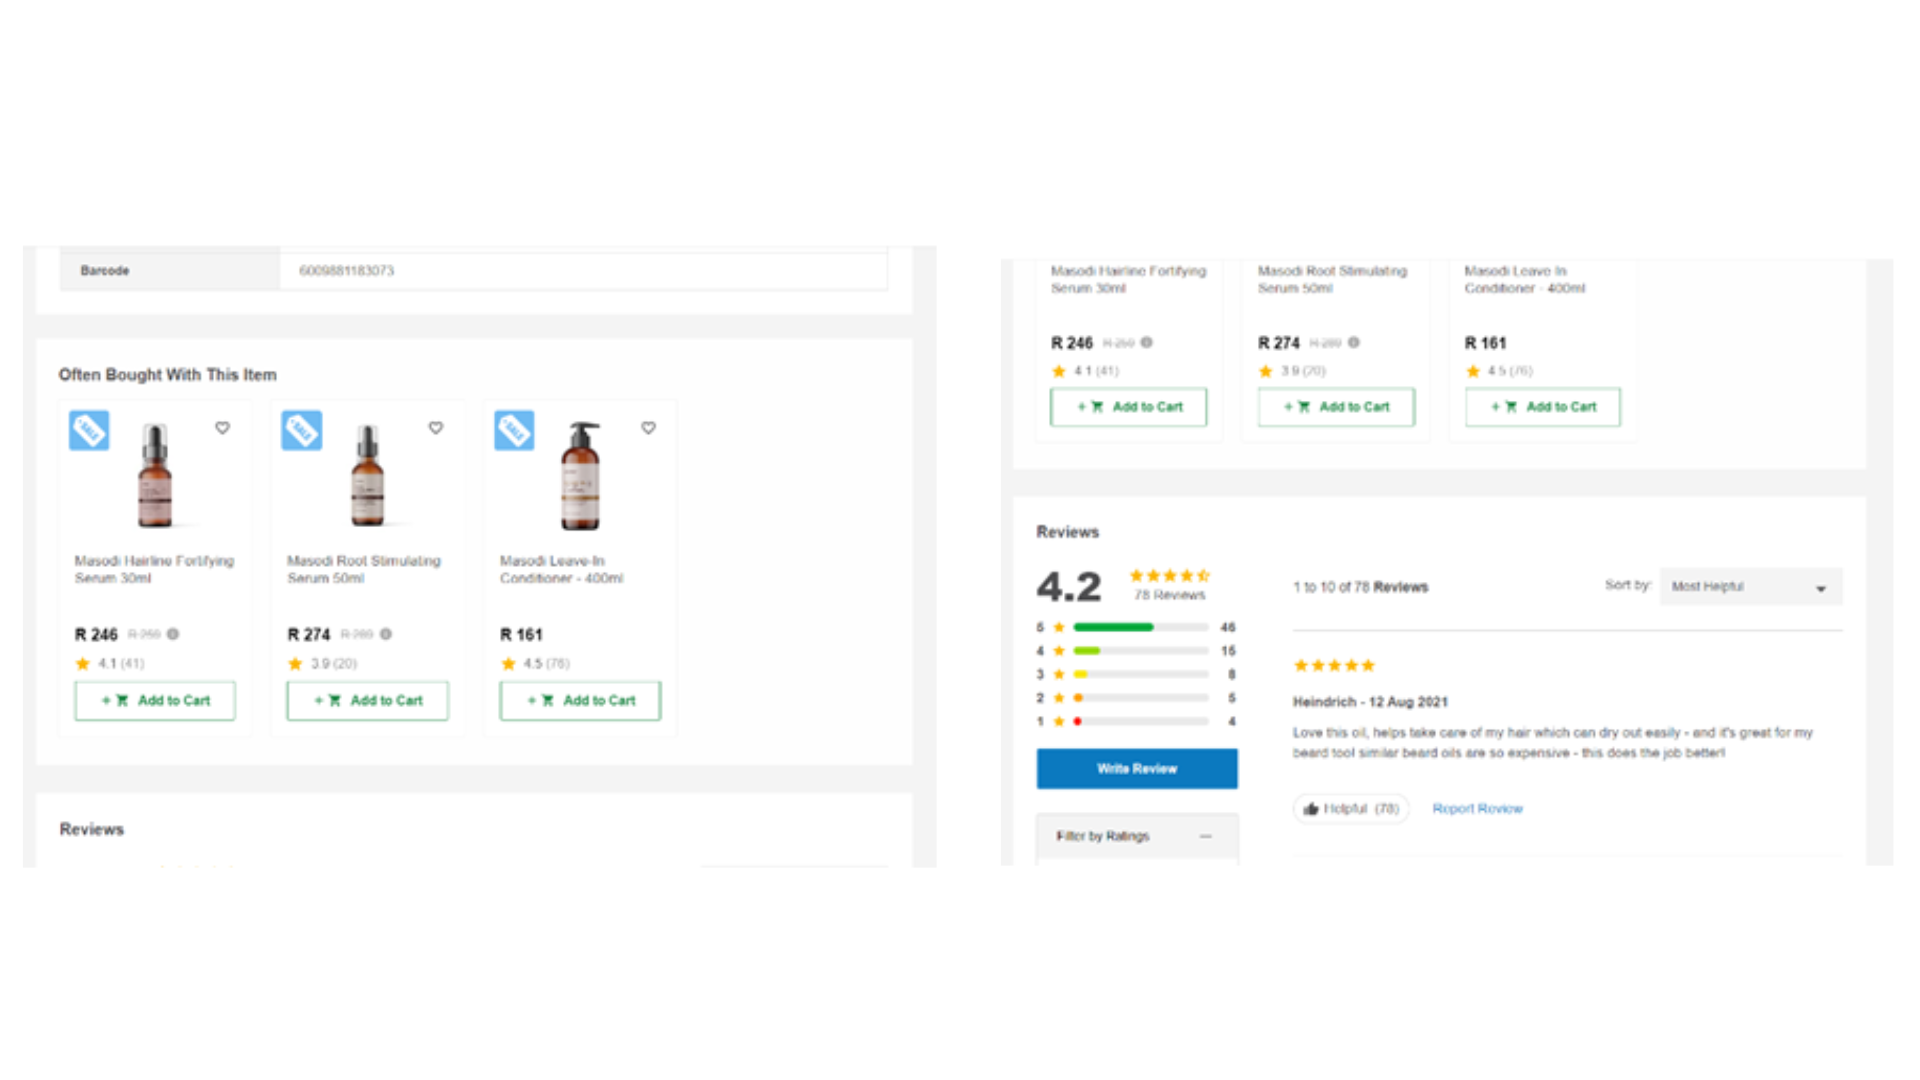 Barcode 6009881183073
Often Bought With This Item
SALE SALE SALE
Masodi Hairline Fortifying Serum 30ml
R 246 R 259
4.1 (41)
+ Add to Cart
Masodi Root Stimulating Serum 50ml
R 274 R 289
3.9 (20)
+ Add to Cart
Masodi Leave-In Conditioner - 400ml
R 161
4.5 (76)
+ Add to Cart
Reviews
Masodi Hairline Fortifying Serum 30ml
R 246 R 259
4.1 (41)
+ Add to Cart
Masodi Root Stimulating Serum 50ml
R 274 R 289
3.9 (20)
+ Add to Cart
Masodi Leave-In Conditioner - 400ml
R 161
4.5 (76)
+ Add to Cart
Reviews
4.2
78 Reviews
5 46
4 15
3 8
2 5
1 4
Write Review
Filter by Ratings
1 to 10 of 78 Reviews
Sort by: Most Helpful
Heindrich - 12 Aug 2021
Love this oil, helps take care of my hair which can dry out easily - and it's great for my
beard too! similar beard oils are so expensive - this does the job better!
Helpful (78) Report Review